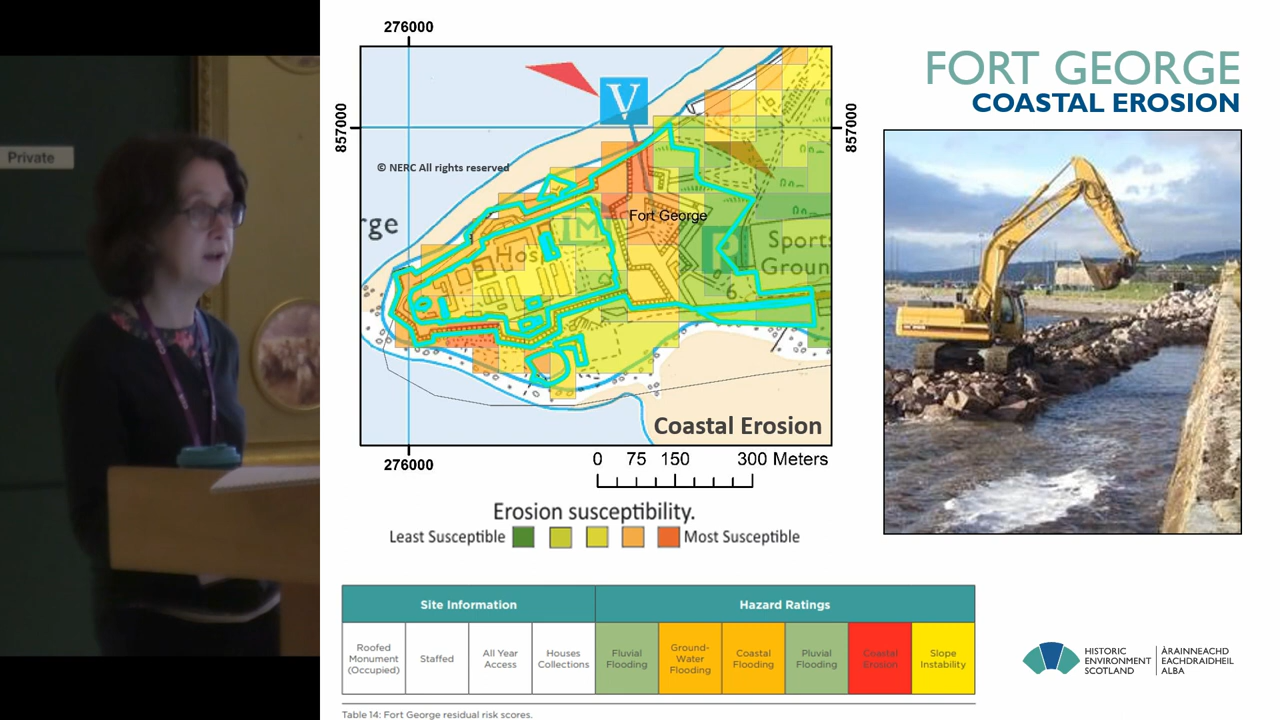 Private
276000
857000
857000
© NERC All rights reserved
V
rge
Hos
IM
Fort George
P
Sports
Groun
6
Coastal Erosion
276000
0 75 150 300 Meters
Erosion susceptibility.
Least Susceptible
Most Susceptible
FORT GEORGE
COASTAL EROSION
Site Information
Hazard Ratings
Roofed
Monument
(Occupied)
Staffed
All Year
Access
Houses
Collections
Fluvial
Flooding
Ground-
Water
Flooding
Coastal
Flooding
Pluvial
Flooding
Coastal
Erosion
Slope
Instability
Table 14: Fort George residual risk scores.
HISTORIC
ENVIRONMENT
SCOTLAND
ÀRAINNEACHD
EACHDRAIDHEIL
ALBA